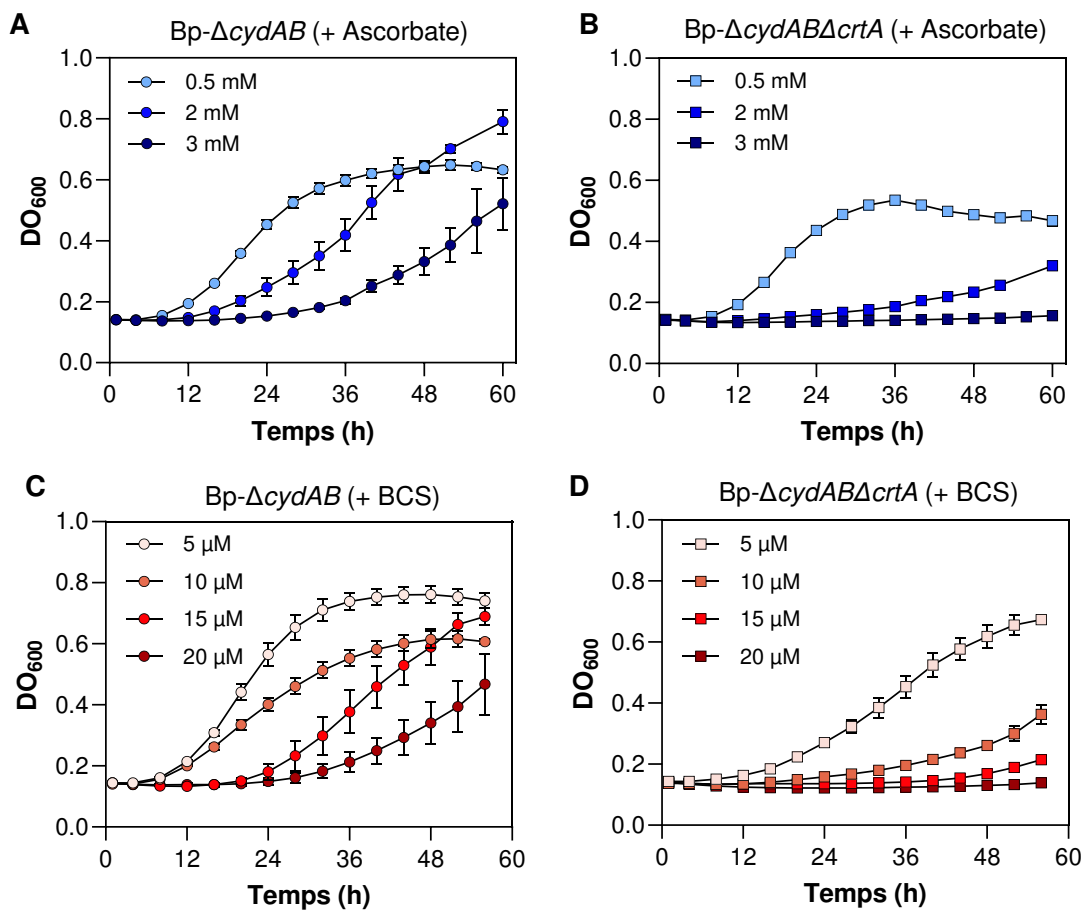 A
Bp-ΔcydAB (+ Ascorbate)
1.0
0.8
0.6
0.4
0.2
0.0
DO600
0.5 mM
2 mM
3 mM
0
12
24
36
48
60
Temps (h)
B
Bp-ΔcydABΔcrtA (+ Ascorbate)
1.0
0.8
0.6
0.4
0.2
0.0
DO600
0.5 mM
2 mM
3 mM
0
12
24
36
48
60
Temps (h)
C
Bp-ΔcydAB (+ BCS)
1.0
0.8
0.6
0.4
0.2
0.0
DO600
5 µM
10 µM
15 µM
20 µM
0
12
24
36
48
60
Temps (h)
D
Bp-ΔcydABΔcrtA (+ BCS)
1.0
0.8
0.6
0.4
0.2
0.0
DO600
5 µM
10 µM
15 µM
20 µM
0
12
24
36
48
60
Temps (h)